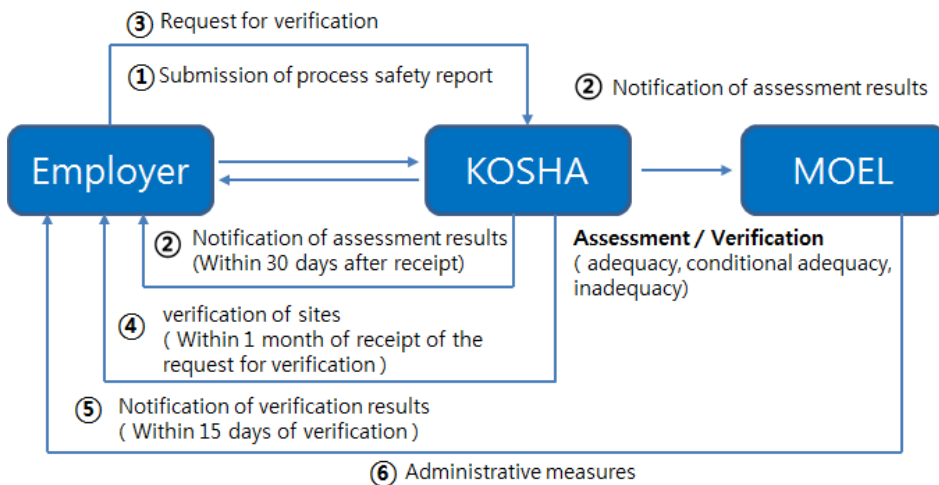 ③ Request for verification
① Submission of process safety report
② Notification of assessment results
Employer
KOSHA
MOEL
② Notification of assessment results
(Within 30 days after receipt)
Assessment / Verification
( adequacy, conditional adequacy,
inadequacy)
④ verification of sites
( Within 1 month of receipt of the
request for verification )
⑤ Notification of verification results
( Within 15 days of verification )
⑥ Administrative measures